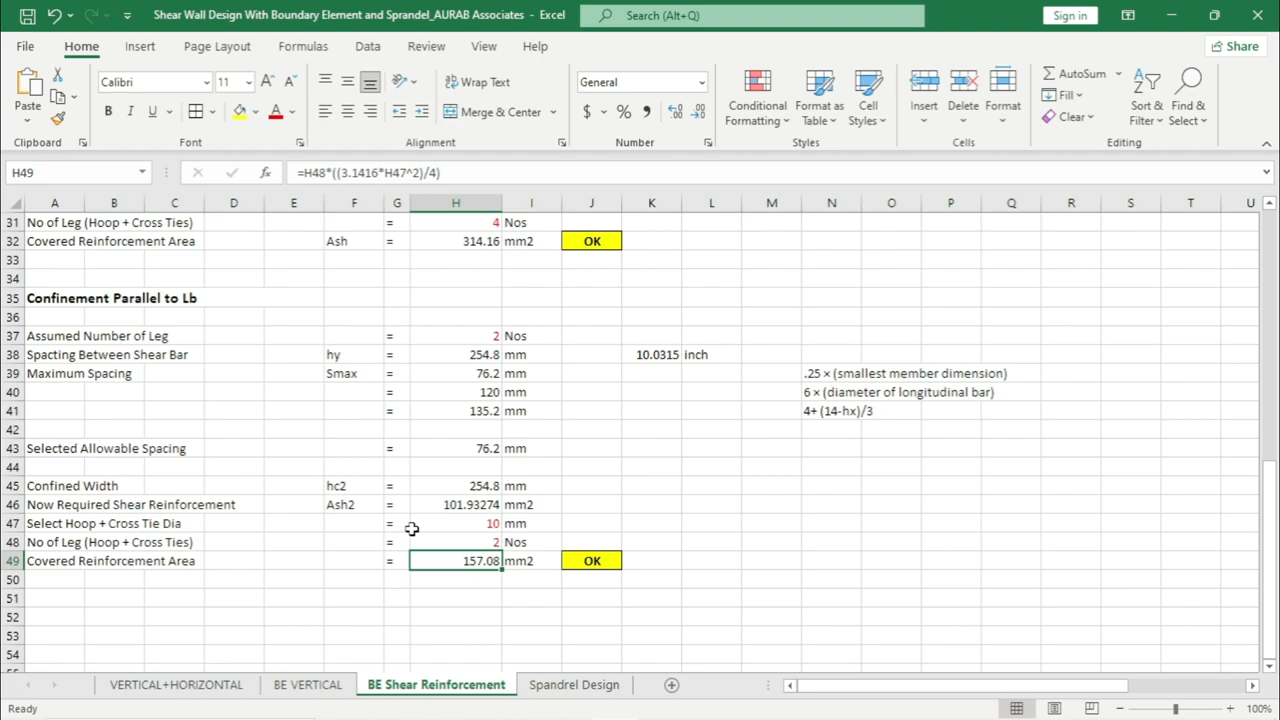 Shear Wall Design With Boundary Element and Sprandel_AURAB Associates - Excel
Search (Alt+Q)
Sign in
File Home Insert Page Layout Formulas Data Review View Help
Share
Paste
Calibri 11
Wrap Text
General
Merge & Center
Conditional Formatting
Format as Table
Cell Styles
Insert Delete Format
AutoSum
Fill
Clear
Sort & Filter
Find & Select
Clipboard Font Alignment Number Styles Cells Editing
H49 fx =H48*((3.1416*H47^2)/4)
A B C D E F G H I J K L M N O P Q R S T U
31 No of Leg (Hoop + Cross Ties) = 4 Nos
32 Covered Reinforcement Area Ash = 314.16 mm2 OK
33
34
35 Confinement Parallel to Lb
36
37 Assumed Number of Leg = 2 Nos
38 Spacting Between Shear Bar hy = 254.8 mm 10.0315 inch
39 Maximum Spacing Smax = 76.2 mm .25 × (smallest member dimension)
40 = 120 mm 6 × (diameter of longitudinal bar)
41 = 135.2 mm 4+ (14-hx)/3
42
43 Selected Allowable Spacing = 76.2 mm
44
45 Confined Width hc2 = 254.8 mm
46 Now Required Shear Reinforcement Ash2 = 101.93274 mm2
47 Select Hoop + Cross Tie Dia = 10 mm
48 No of Leg (Hoop + Cross Ties) = 2 Nos
49 Covered Reinforcement Area = 157.08 mm2 OK
50
51
52
53
54
55
VERTICAL+HORIZONTAL BE VERTICAL BE Shear Reinforcement Spandrel Design
Ready 100%